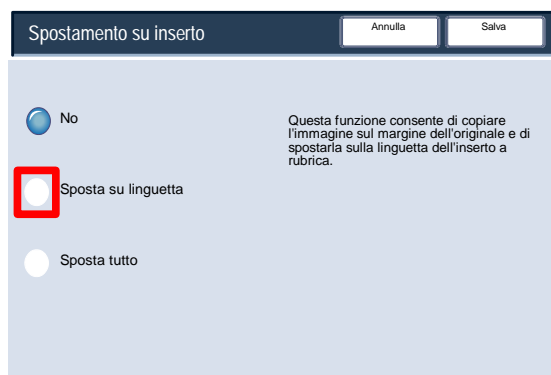 Spostamento su inserto
Annulla
Salva
No
Questa funzione consente di copiare
l'immagine sul margine dell'originale e di
spostarla sulla linguetta dell'inserto a
rubrica.
Sposta su linguetta
Sposta tutto